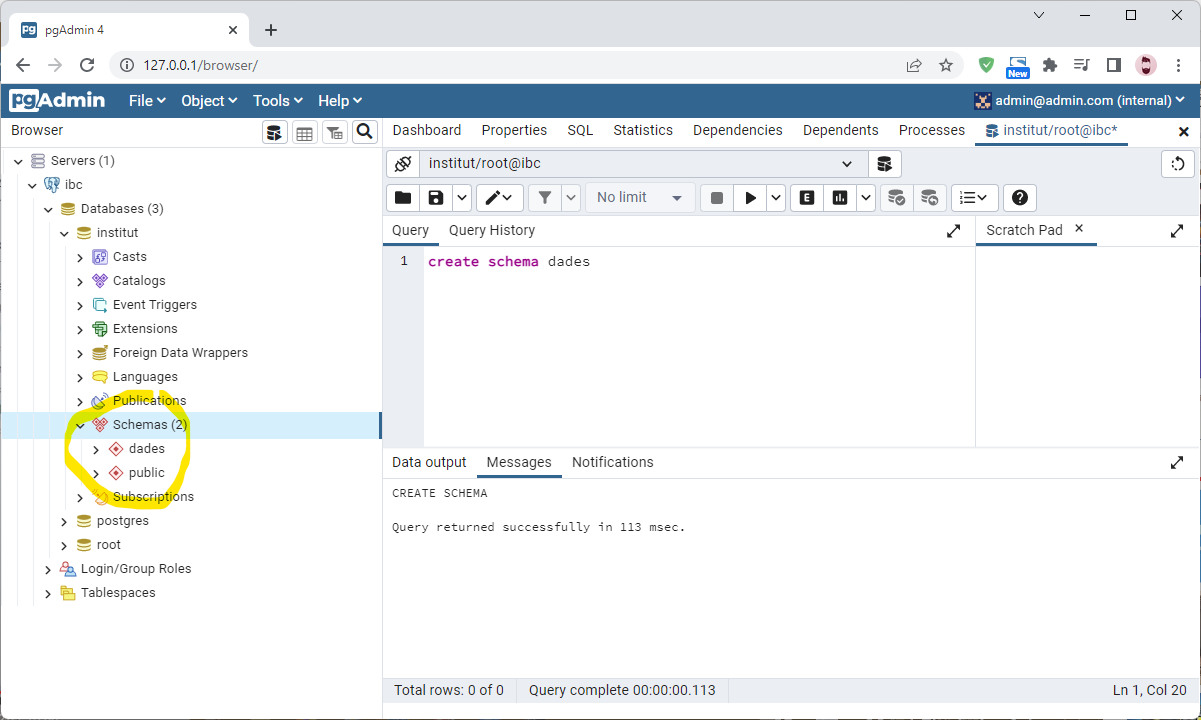 pgAdmin 4
127.0.0.1/browser/
New
pgAdmin File Object Tools Help admin@admin.com (internal)
Browser
Dashboard Properties SQL Statistics Dependencies Dependents Processes institut/root@ibc*
Servers (1)
ibc
Databases (3)
institut
Casts
Catalogs
Event Triggers
Extensions
Foreign Data Wrappers
Languages
Publications
Schemas (2)
dades
public
Subscriptions
postgres
root
Login/Group Roles
Tablespaces
institut/root@ibc
No limit
E
Query Query History
Scratch Pad
1 create schema dades
Data output Messages Notifications
CREATE SCHEMA
Query returned successfully in 113 msec.
Total rows: 0 of 0 Query complete 00:00:00.113 Ln 1, Col 20